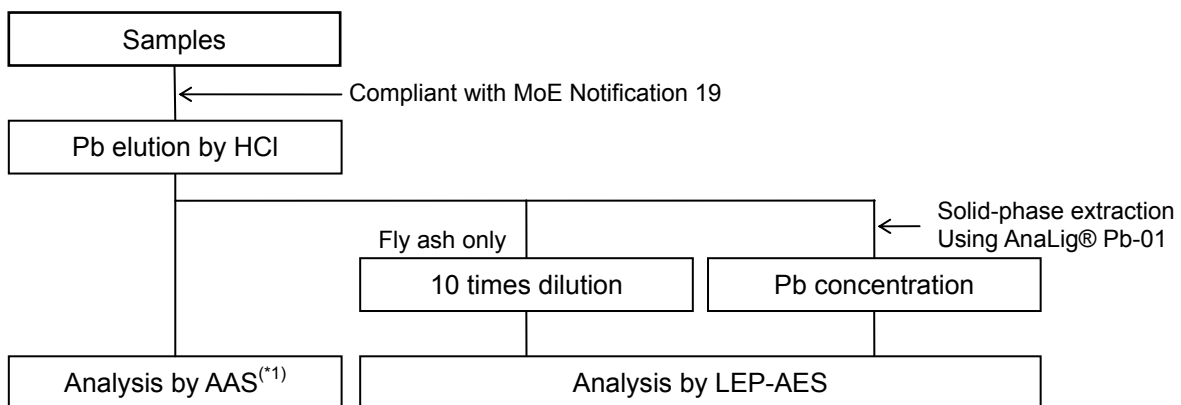 Samples
Compliant with MoE Notification 19
Pb elution by HCl
Solid-phase extraction
Using AnaLig® Pb-01
Fly ash only
10 times dilution
Pb concentration
Analysis by AAS(*1)
Analysis by LEP-AES